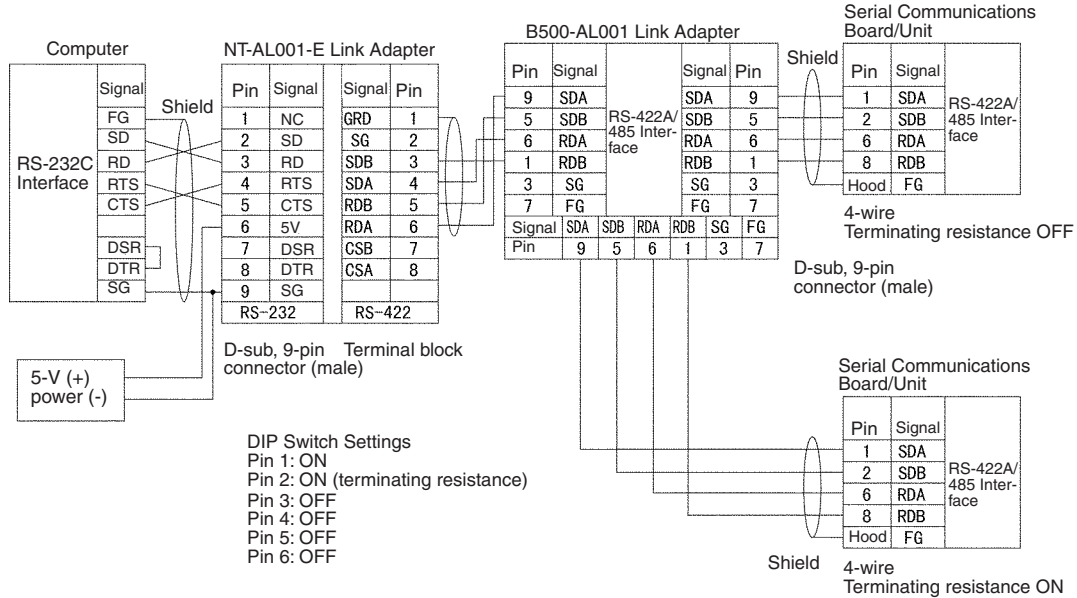 Computer
Signal
FG
SD
RD
RTS
CTS
DSR
DTR
SG
RS-232C
Interface
Shield
NT-AL001-E Link Adapter
Pin Signal Signal Pin
1 NC GRD 1
2 SD SG 2
3 RD SDB 3
4 RTS SDA 4
5 CTS RDB 5
6 5V RDA 6
7 DSR CSB 7
8 DTR CSA 8
9 SG
RS-232 RS-422
D-sub, 9-pin
connector (male)
Terminal block
5-V (+)
power (-)
DIP Switch Settings
Pin 1: ON
Pin 2: ON (terminating resistance)
Pin 3: OFF
Pin 4: OFF
Pin 5: OFF
Pin 6: OFF
B500-AL001 Link Adapter
Pin Signal Signal Pin
9 SDA SDA 9
5 SDB SDB 5
6 RDA RDA 6
1 RDB RDB 1
3 SG SG 3
7 FG FG 7
RS-422A/
485 Inter-
face
Signal SDA SDB RDA RDB SG FG
Pin 9 5 6 1 3 7
Shield
Serial Communications
Board/Unit
Pin Signal
1 SDA
2 SDB
6 RDA
8 RDB
Hood FG
RS-422A/
485 Inter-
face
4-wire
Terminating resistance OFF
D-sub, 9-pin
connector (male)
Serial Communications
Board/Unit
Pin Signal
1 SDA
2 SDB
6 RDA
8 RDB
Hood FG
RS-422A/
485 Inter-
face
Shield
4-wire
Terminating resistance ON